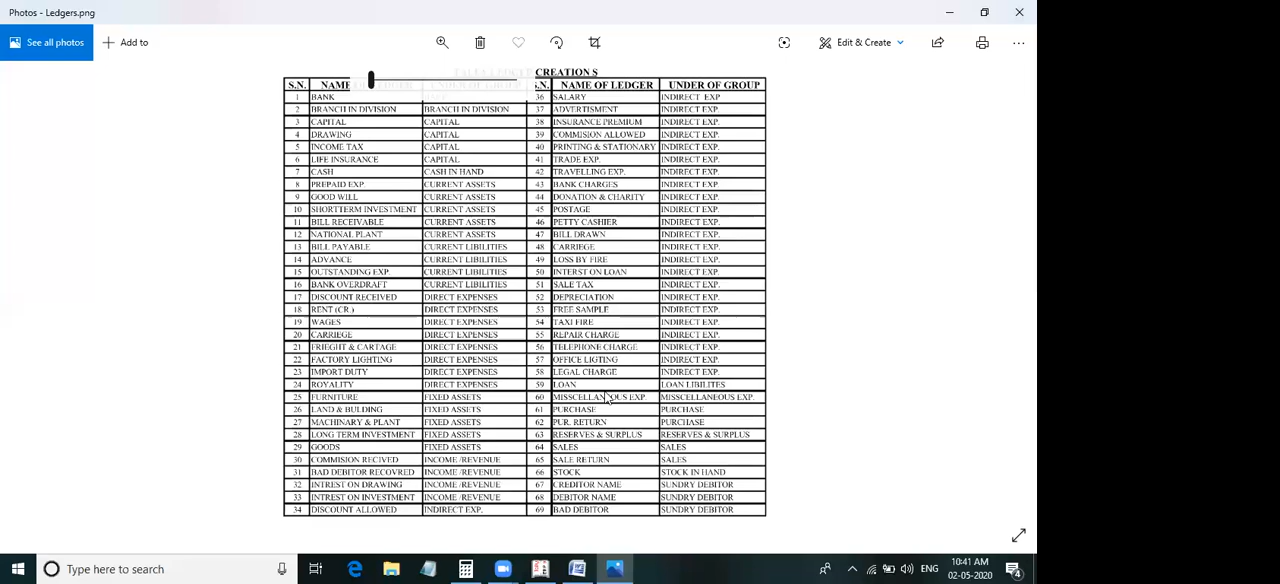 Photos - Ledgers.png
See all photos
Add to
Edit & Create
CREATION S
S.N. NAME S.N. NAME OF LEDGER UNDER OF GROUP
1 BANK 36 SALARY INDIRECT EXP
2 BRANCH IN DIVISION BRANCH IN DIVISION 37 ADVERTISMENT INDIRECT EXP.
3 CAPITAL CAPITAL 38 INSURANCE PREMIUM INDIRECT EXP.
4 DRAWING CAPITAL 39 COMMISION ALLOWED INDIRECT EXP.
5 INCOME TAX CAPITAL 40 PRINTING & STATIONARY INDIRECT EXP.
6 LIFE INSURANCE CAPITAL 41 TRADE EXP. INDIRECT EXP.
7 CASH CASH IN HAND 42 TRAVELLING EXP. INDIRECT EXP.
8 PREPAID EXP. CURRENT ASSETS 43 BANK CHARGES INDIRECT EXP.
9 GOOD WILL CURRENT ASSETS 44 DONATION & CHARITY INDIRECT EXP.
10 SHORTTERM INVESTMENT CURRENT ASSETS 45 POSTAGE INDIRECT EXP.
11 BILL RECEIVABLE CURRENT ASSETS 46 PETTY CASHIER INDIRECT EXP.
12 NATIONAL PLANT CURRENT ASSETS 47 BILL DRAWN INDIRECT EXP.
13 BILL PAYABLE CURRENT LIBILITIES 48 CARRIEGE INDIRECT EXP.
14 ADVANCE CURRENT LIBILITIES 49 LOSS BY FIRE INDIRECT EXP.
15 OUTSTANDING EXP CURRENT LIBILITIES 50 INTERST ON LOAN INDIRECT EXP.
16 BANK OVERDRAFT CURRENT LIBILITIES 51 SALE TAX INDIRECT EXP.
17 DISCOUNT RECEIVED DIRECT EXPENSES 52 DEPRECIATION INDIRECT EXP.
18 RENT (CR.) DIRECT EXPENSES 53 FREE SAMPLE INDIRECT EXP.
19 WAGES DIRECT EXPENSES 54 TAXI FIRE INDIRECT EXP.
20 CARRIEGE DIRECT EXPENSES 55 REPAIR CHARGE INDIRECT EXP.
21 FRIEGHT & CARTAGE DIRECT EXPENSES 56 TELEPHONE CHARGE INDIRECT EXP.
22 FACTORY LIGHTING DIRECT EXPENSES 57 OFFICE LIGTING INDIRECT EXP.
23 IMPORT DUTY DIRECT EXPENSES 58 LEGAL CHARGE INDIRECT EXP.
24 ROYALITY DIRECT EXPENSES 59 LOAN LOAN LIBILITES
25 FURNITURE FIXED ASSETS 60 MISSCELLANOUS EXP. MISSCELLANEOUS EXP.
26 LAND & BULDING FIXED ASSETS 61 PURCHASE PURCHASE
27 MACHINARY & PLANT FIXED ASSETS 62 PUR. RETURN PURCHASE
28 LONG TERM INVESTMENT FIXED ASSETS 63 RESERVES & SURPLUS RESERVES & SURPLUS
29 GOODS FIXED ASSETS 64 SALES SALES
30 COMMISION RECIVED INCOME /REVENUE 65 SALE RETURN SALES
31 BAD DEBITOR RECOVRED INCOME /REVENUE 66 STOCK STOCK IN HAND
32 INTREST ON DRAWING INCOME /REVENUE 67 CREDITOR NAME SUNDRY DEBITOR
33 INTREST ON INVESTMENT INCOME /REVENUE 68 DEBITOR NAME SUNDRY DEBITOR
34 DISCOUNT ALLOWED INDIRECT EXP. 69 BAD DEBITOR SUNDRY DEBITOR
Type here to search
ENG
10:41 AM
02-05-2020
4